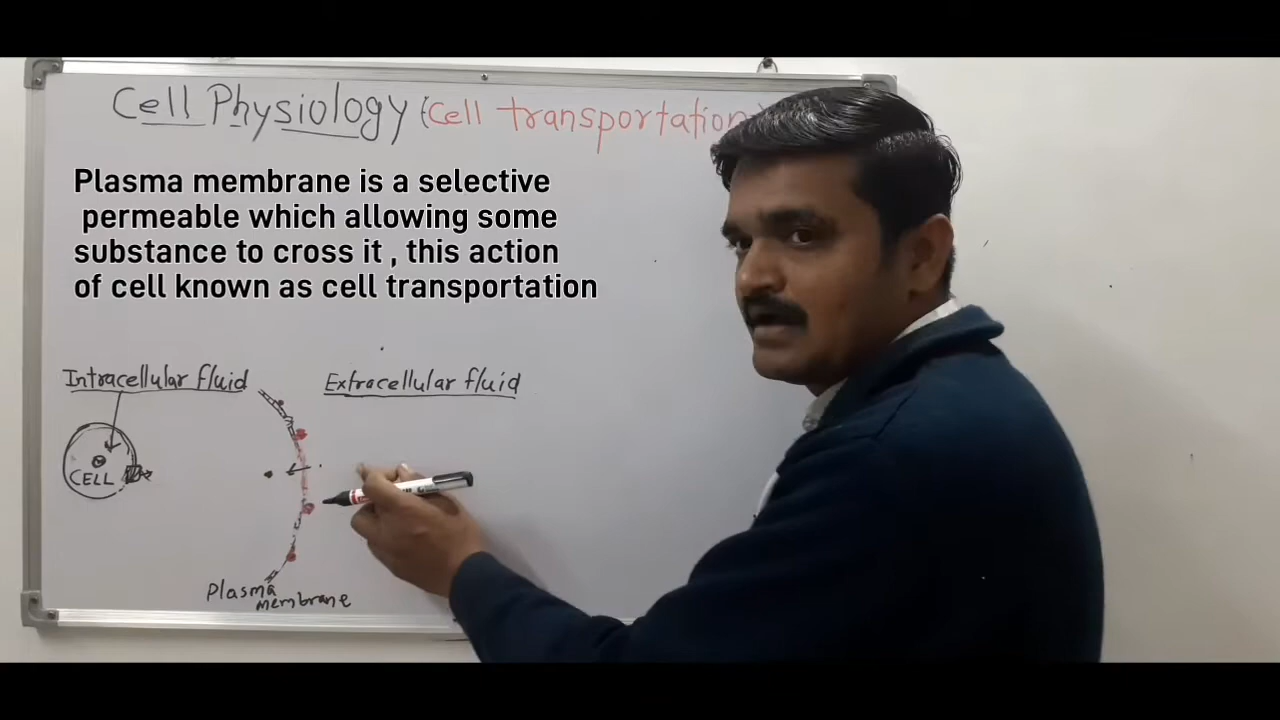 Cell Physiology (Cell transportation
Plasma membrane is a selective
permeable which allowing some
substance to cross it , this action
of cell known as cell transportation
Intracellular fluid
Extracellular fluid
CELL
Plasma
membrane